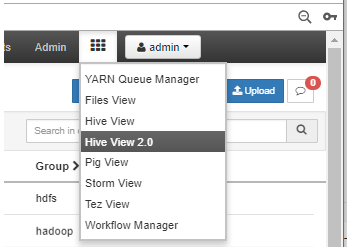 Admin
admin
YARN Queue Manager
Files View
Upload
0
Hive View
Search in
Hive View 2.0
Pig View
Group
Storm View
hdfs
Tez View
Workflow Manager
hadoop